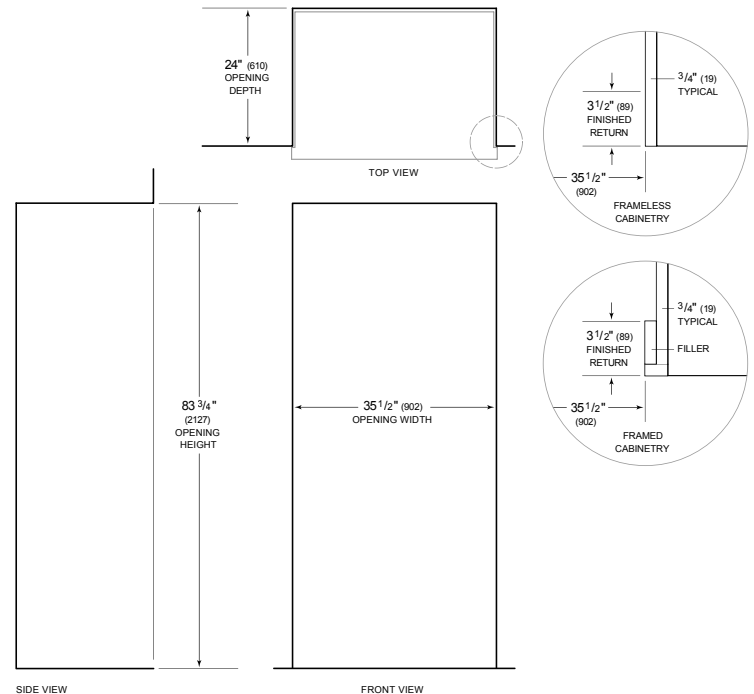 24" (610)
OPENING
DEPTH
TOP VIEW
3/4" (19)
TYPICAL
3 1/2" (89)
FINISHED
RETURN
35 1/2"
(902)
FRAMELESS
CABINETRY
3/4" (19)
TYPICAL
3 1/2" (89)
FINISHED
RETURN
FILLER
35 1/2"
(902)
FRAMED
CABINETRY
83 3/4"
(2127)
OPENING
HEIGHT
35 1/2" (902)
OPENING WIDTH
SIDE VIEW
FRONT VIEW